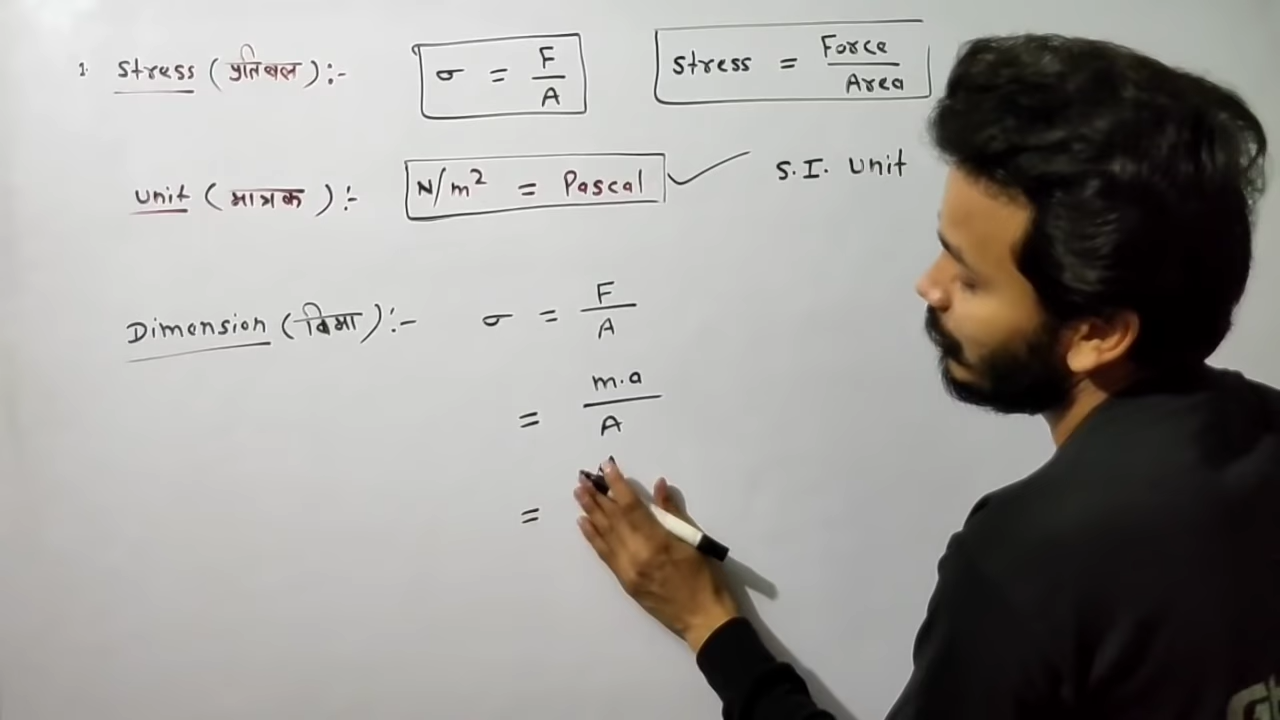 1. Stress (प्रतिबल) :- σ = F/A Stress = Force/Area
Unit (मात्रक) :- N/m² = Pascal ✓ S.I. Unit
Dimension (विमा) :- σ = F/A
= m.a/A
=